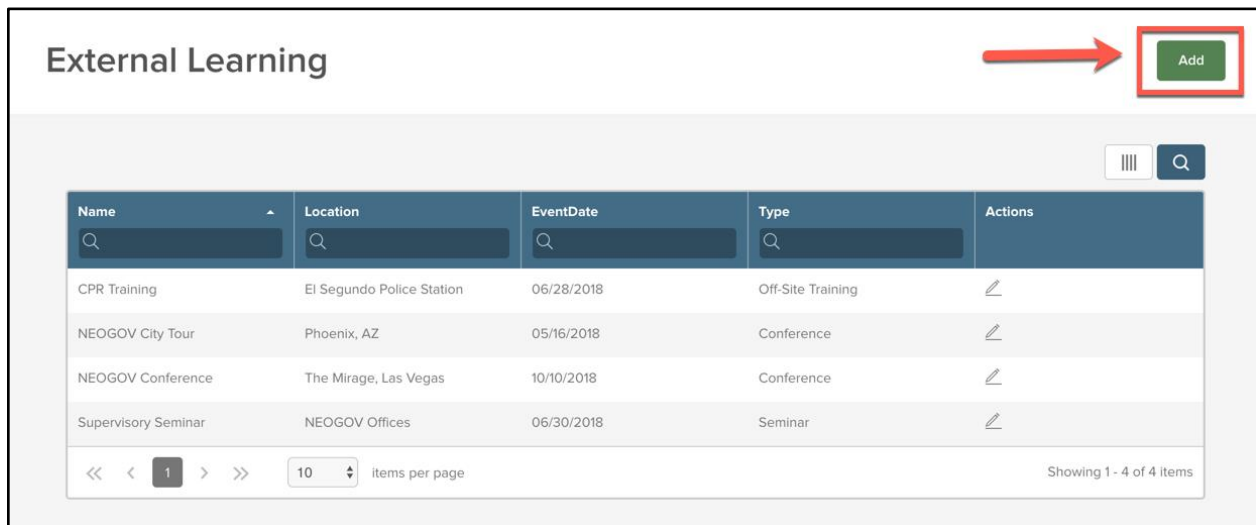 External Learning
Add
Name Location EventDate Type Actions
CPR Training El Segundo Police Station 06/28/2018 Off-Site Training
NEOGOV City Tour Phoenix, AZ 05/16/2018 Conference
NEOGOV Conference The Mirage, Las Vegas 10/10/2018 Conference
Supervisory Seminar NEOGOV Offices 06/30/2018 Seminar
1 10 items per page Showing 1 - 4 of 4 items